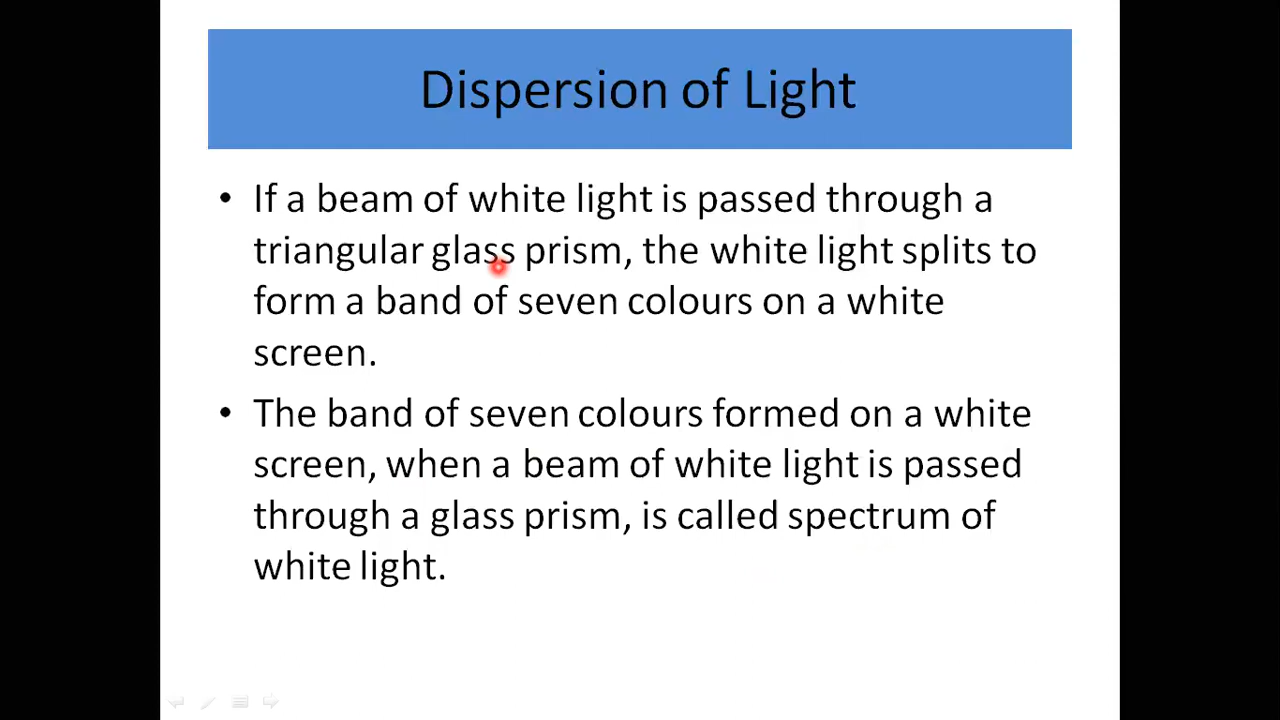 Dispersion of Light
• If a beam of white light is passed through a
triangular glass prism, the white light splits to
form a band of seven colours on a white
screen.
• The band of seven colours formed on a white
screen, when a beam of white light is passed
through a glass prism, is called spectrum of
white light.